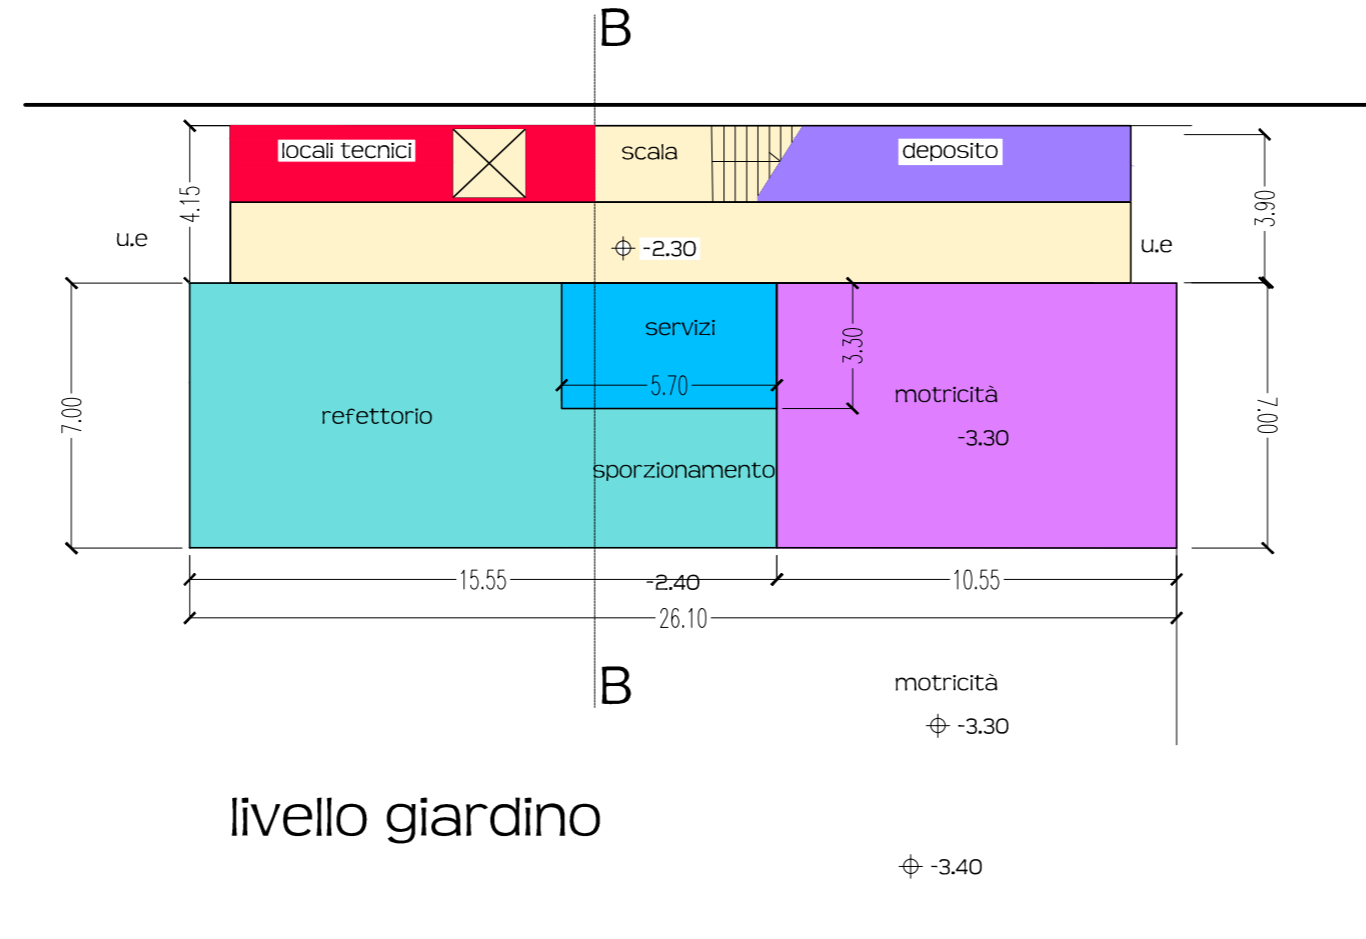 B
locali tecnici
scala
deposito
4.15
3.90
u.e
-2.30
u.e
servizi
3.30
5.70
motricità
7.00
refettorio
7.00
-3.30
sporzionamento
15.55
-2.40
10.55
26.10
B
motricità
-3.30
livello giardino
-3.40